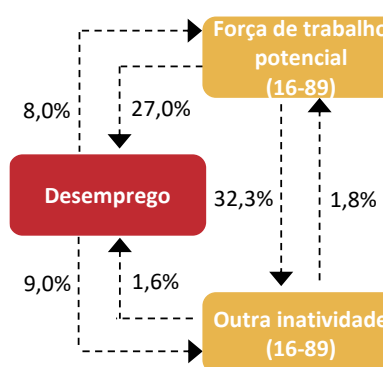 Força de trabalho
potencial
(16-89)
8,0%
27,0%
Desemprego
32,3%
1,8%
9,0%
1,6%
Outra inatividade
(16-89)